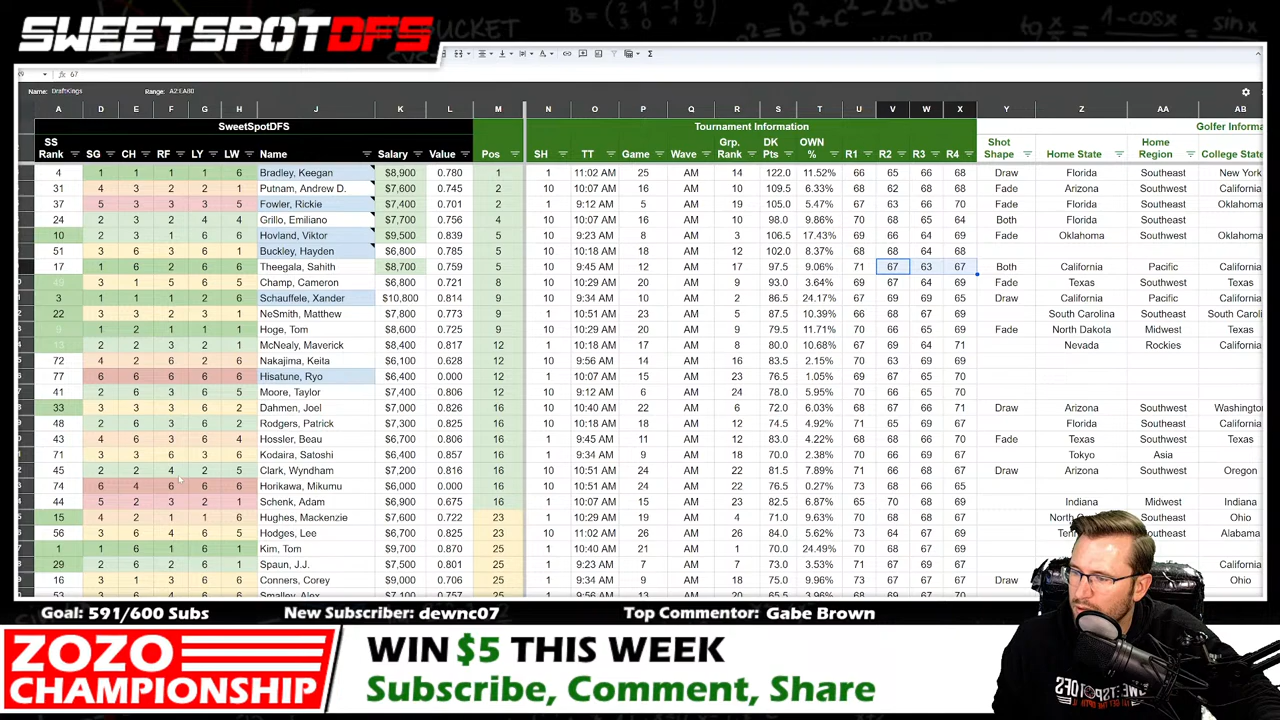 SWEETSPOTDFS
fx 67
Name: DraftKings Range: A2:EA80
A D E F G H J K L M N O P Q R S T U V W X Y Z AA AB
SweetSpotDFS Tournament Information Golfer Informa
SS Rank SG CH RF LY LW Name Salary Value Pos SH TT Game Wave Grp. Rank DK Pts OWN % R1 R2 R3 R4 Shot Shape Home State Home Region College State
4 1 1 1 1 6 Bradley, Keegan $8,900 0.780 1 1 11:02 AM 25 AM 14 122.0 11.52% 66 65 66 68 Draw Florida Southeast New York
31 4 3 2 2 1 Putnam, Andrew D. $7,600 0.745 2 10 10:07 AM 16 AM 10 109.5 6.33% 68 62 68 68 Fade Arizona Southwest California
37 5 3 3 3 5 Fowler, Rickie $7,400 0.701 2 1 9:12 AM 5 AM 19 105.0 5.47% 67 63 66 70 Fade Florida Southeast Oklahoma
24 2 3 2 4 4 Grillo, Emiliano $7,700 0.756 4 10 10:07 AM 16 AM 10 98.0 9.86% 70 68 65 64 Both Florida Southeast
10 2 3 1 6 6 Hovland, Viktor $9,500 0.839 5 10 9:23 AM 8 AM 3 106.5 17.43% 69 66 64 69 Fade Oklahoma Southwest Oklahoma
51 3 6 3 6 1 Buckley, Hayden $6,800 0.785 5 10 10:18 AM 18 AM 12 102.0 8.37% 68 68 64 68
17 1 6 2 6 6 Theegala, Sahith $8,700 0.759 5 10 9:45 AM 12 AM 17 97.5 9.06% 71 67 63 67 Both California Pacific California
49 3 1 5 6 5 Champ, Cameron $6,800 0.721 8 10 10:29 AM 20 AM 9 93.0 3.64% 69 67 64 69 Fade Texas Southwest Texas
3 1 1 1 2 6 Schauffele, Xander $10,800 0.814 9 1 9:34 AM 10 AM 2 86.5 24.17% 69 69 67 65 Draw California Pacific California
22 2 3 1 3 2 NeSmith, Matthew $7,800 0.773 9 10 10:51 AM 23 AM 5 87.5 10.39% 66 68 67 69 South Carolina Southeast South Carolina
9 1 2 1 1 1 Hoge, Tom $8,600 0.725 9 1 10:29 AM 20 AM 9 79.5 11.71% 70 66 65 69 Fade North Dakota Midwest Texas
13 2 2 3 2 1 McNealy, Maverick $8,400 0.817 12 1 10:18 AM 17 AM 8 80.0 10.68% 67 64 69 71 Nevada Rockies California
72 4 2 6 2 6 Nakajima, Keita $6,100 0.628 12 10 9:56 AM 14 AM 16 83.5 2.15% 70 63 69 69
77 6 6 6 6 6 Hisatune, Ryo $6,400 0.000 12 1 10:07 AM 15 AM 23 76.5 1.05% 68 67 66 70
41 2 6 3 6 5 Moore, Taylor $7,400 0.826 12 10 9:12 AM 6 AM 24 78.0 5.95% 67 68 66 70
33 3 3 3 6 2 Dahmen, Joel $7,000 0.826 16 10 10:40 AM 22 AM 6 72.0 6.03% 67 68 66 71 Draw Arizona Southwest Washington
48 2 6 3 6 2 Rodgers, Patrick $7,300 0.825 16 10 10:18 AM 18 AM 12 74.5 4.92% 71 65 69 67 Florida Southeast California
43 4 6 3 6 4 Hossler, Beau $6,700 0.806 16 10 9:45 AM 11 AM 12 83.0 4.22% 68 66 68 70 Fade Texas Southwest Texas
71 3 3 6 3 6 Kodaira, Satoshi $6,400 0.857 16 10 9:34 AM 9 AM 18 70.0 2.38% 69 67 66 70 Tokyo Asia
45 2 2 4 2 5 Clark, Wyndham $7,200 0.816 16 10 10:51 AM 24 AM 22 81.5 7.89% 71 66 68 67 Draw Arizona Southwest Oregon
74 6 4 6 6 6 Horikawa, Mikumu $6,900 0.000 16 10 10:51 AM 24 AM 22 76.5 0.27% 73 68 66 65
44 5 2 3 2 1 Schenk, Adam $6,900 0.675 16 1 10:07 AM 15 AM 23 82.5 6.87% 65 70 68 69 Indiana Midwest Indiana
15 4 2 1 1 6 Hughes, Mackenzie $7,600 0.722 23 1 10:29 AM 19 AM 4 71.0 9.63% 70 68 68 67 Southeast Ohio
56 3 6 4 6 5 Hodges, Lee $6,800 0.825 23 10 11:02 AM 26 AM 26 84.0 5.62% 73 64 67 69 Alabama
1 1 6 1 6 1 Kim, Tom $9,700 0.870 25 1 10:40 AM 21 AM 1 70.0 24.49% 70 68 67 69
29 2 6 2 6 1 Spaun, J.J. $7,500 0.801 25 1 9:23 AM 7 AM 7 73.0 3.53% 71 67 68 68
16 3 1 3 6 6 Conners, Corey $9,000 0.706 25 1 9:34 AM 9 AM 18 75.0 9.96% 70 69 66 69 Draw Ohio
53 Smalley, Alex
Goal: 591/600 Subs New Subscriber: dewnc07 Top Commentor: Gabe Brown
ZOZO
CHAMPIONSHIP
WIN $5 THIS WEEK
Subscribe, Comment, Share
SWEETSPOTDFS